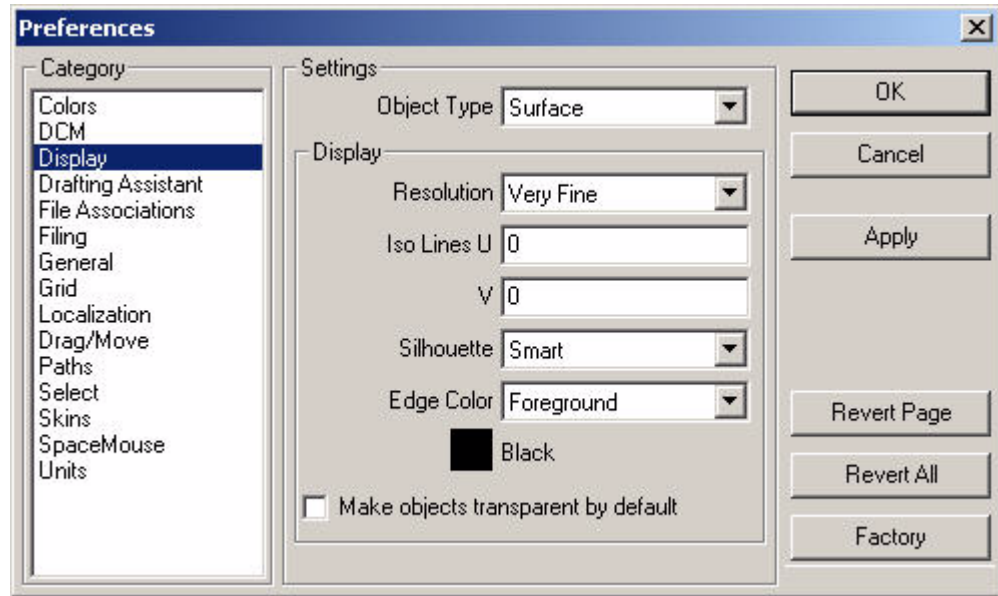 Preferences
Category
Colors
DCM
Display
Drafting Assistant
File Associations
Filing
General
Grid
Localization
Drag/Move
Paths
Select
Skins
SpaceMouse
Units
Settings
Object Type Surface
Display
Resolution Very Fine
Iso Lines U 0
V 0
Silhouette Smart
Edge Color Foreground
Black
Make objects transparent by default
OK
Cancel
Apply
Revert Page
Revert All
Factory